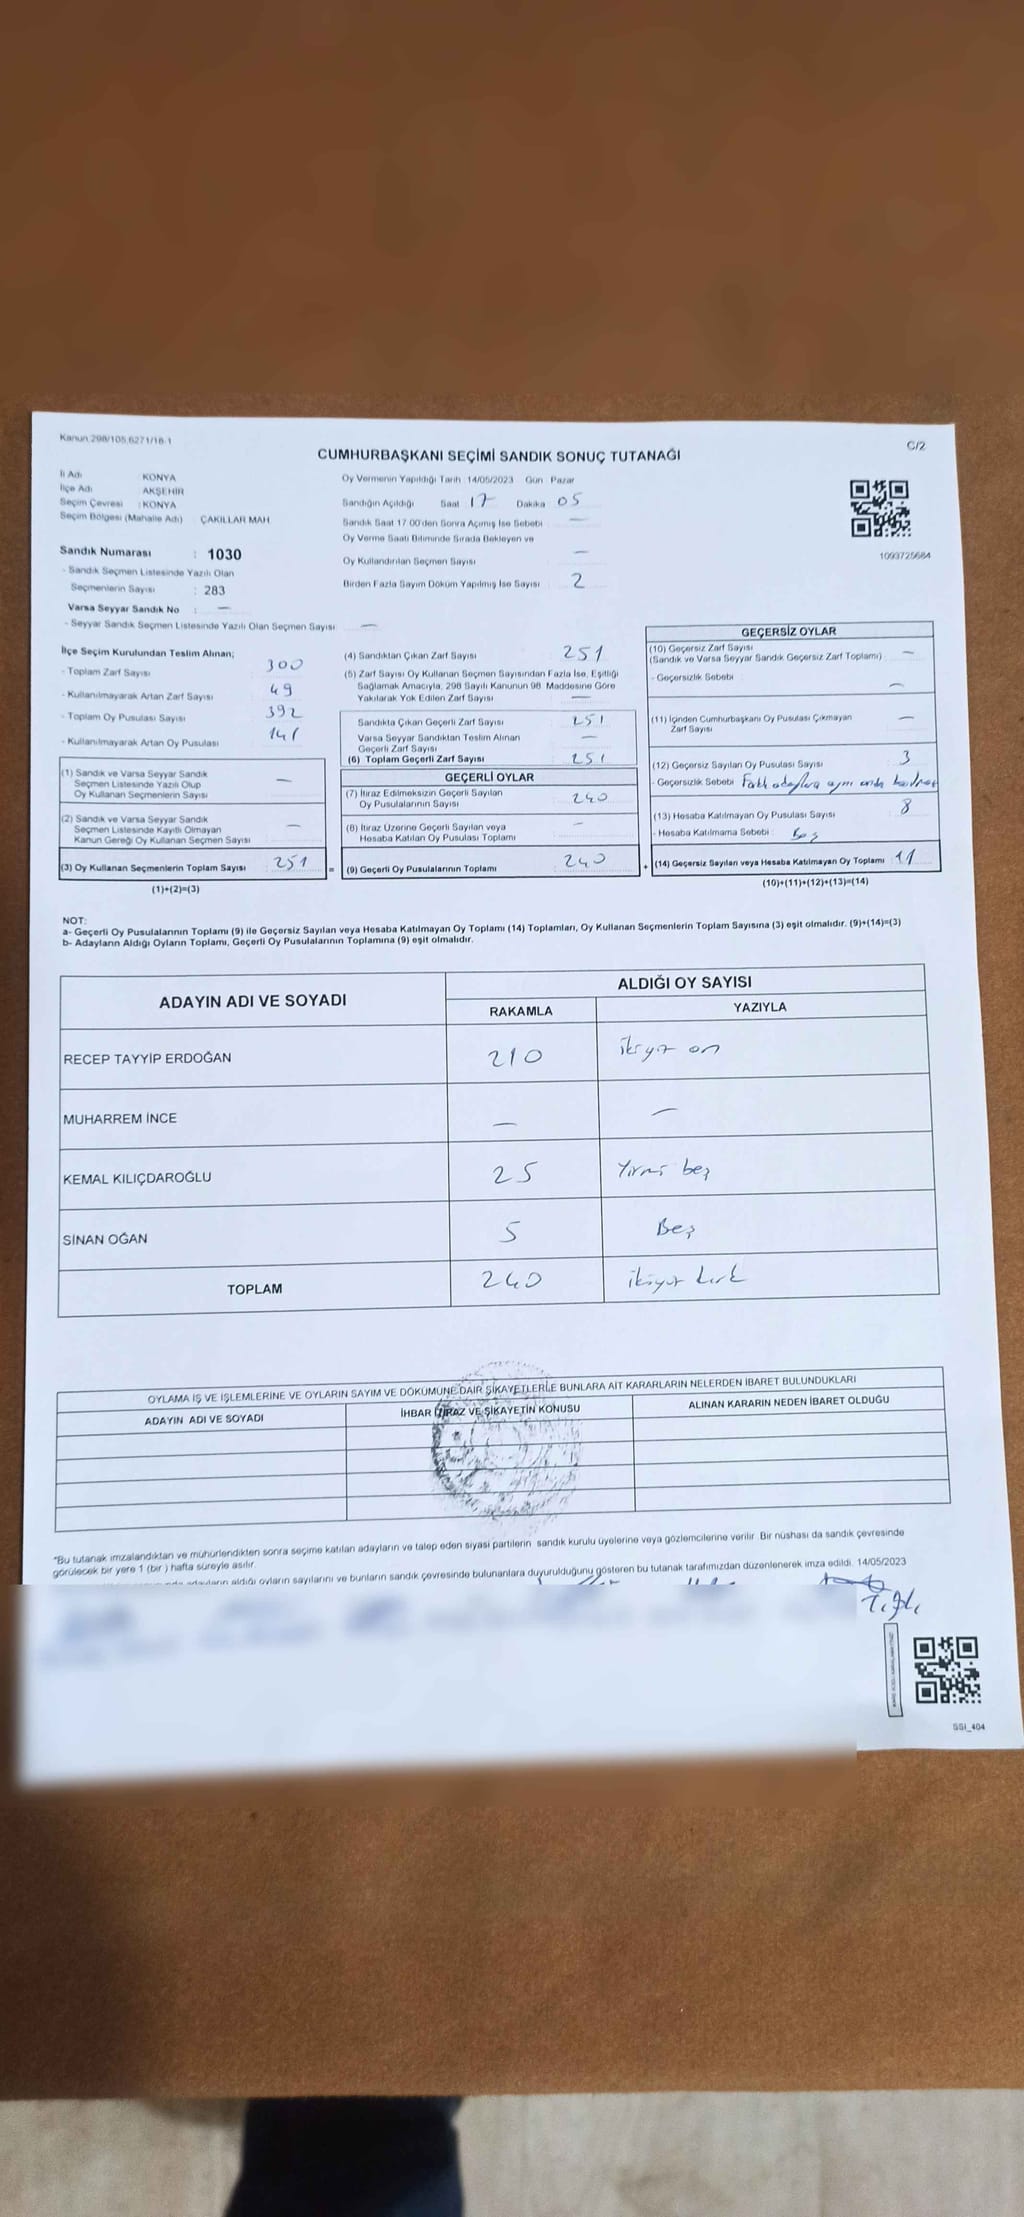 Kanun 298/105,6271/16-1
C/2
CUMHURBAŞKANI SEÇİMİ SANDIK SONUÇ TUTANAĞI
İl Adı KONYA
İlçe Adı AKŞEHİR
Seçim Çevresi : KONYA
Seçim Bölgesi (Mahalle Adı) ÇAKILLAR MAH
Sandık Numarası : 1030
- Sandık Seçmen Listesinde Yazılı Olan
Seçmenlerin Sayısı : 283
Varsa Seyyar Sandık No : —
- Seyyar Sandık Seçmen Listesinde Yazılı Olan Seçmen Sayısı —
Oy Vermenin Yapıldığı Tarih :14/05/2023 Gün : Pazar
Sandığın Açıldığı Saat 17 Dakika 05
Sandık Saat 17.00'den Sonra Açımış İse Sebebi —
Oy Verme Saati Bitiminde Sırada Bekleyen ve
Oy Kullandırılan Seçmen Sayısı —
Birden Fazla Sayım Döküm Yapılmış İse Sayısı 2
1093725684
İlçe Seçim Kurulundan Teslim Alınan;
- Toplam Zarf Sayısı 300
- Kullanılmayarak Artan Zarf Sayısı 49
- Toplam Oy Pusulası Sayısı 392
- Kullanılmayarak Artan Oy Pusulası 141
(1) Sandık ve Varsa Seyyar Sandık
Seçmen Listesinde Yazılı Olup
Oy Kullanan Seçmenlerin Sayısı —
(2) Sandık ve Varsa Seyyar Sandık
Seçmen Listesinde Kayıtlı Olmayan
Kanun Gereği Oy Kullanan Seçmen Sayısı —
(3) Oy Kullanan Seçmenlerin Toplam Sayısı 251
(1)+(2)=(3)
=
(4) Sandıktan Çıkan Zarf Sayısı 251
(5) Zarf Sayısı Oy Kullanan Seçmen Sayısından Fazla İse, Eşitliği
Sağlamak Amacıyla, 298 Sayılı Kanunun 98. Maddesine Göre
Yakılarak Yok Edilen Zarf Sayısı —
Sandıkta Çıkan Geçerli Zarf Sayısı 251
Varsa Seyyar Sandıktan Teslim Alınan
Geçerli Zarf Sayısı —
(6) Toplam Geçerli Zarf Sayısı 251
GEÇERLİ OYLAR
(7) İtiraz Edilmeksizin Geçerli Sayılan
Oy Pusulalarının Sayısı 240
(8) İtiraz Üzerine Geçerli Sayılan veya
Hesaba Katılan Oy Pusulası Toplamı —
(9) Geçerli Oy Pusulalarının Toplamı 240
+
GEÇERSİZ OYLAR
(10) Geçersiz Zarf Sayısı
(Sandık ve Varsa Seyyar Sandık Geçersiz Zarf Toplamı) —
- Geçersizlik Sebebi —
(11) İçinden Cumhurbaşkanı Oy Pusulası Çıkmayan
Zarf Sayısı —
(12) Geçersiz Sayılan Oy Pusulası Sayısı 3
- Geçersizlik Sebebi Farklı adaylara aynı anda
(13) Hesaba Katılmayan Oy Pusulası Sayısı 8
- Hesaba Katılmama Sebebi : Boş
(14) Geçersiz Sayılan veya Hesaba Katılmayan Oy Toplamı 11
(10)+(11)+(12)+(13)=(14)
NOT:
a- Geçerli Oy Pusulalarının Toplamı (9) ile Geçersiz Sayılan veya Hesaba Katılmayan Oy Toplamı (14) Toplamları, Oy Kullanan Seçmenlerin Toplam Sayısına (3) eşit olmalıdır. (9)+(14)=(3)
b- Adayların Aldığı Oyların Toplamı, Geçerli Oy Pusulalarının Toplamına (9) eşit olmalıdır.
ADAYIN ADI VE SOYADI ALDIĞI OY SAYISI
RAKAMLA YAZIYLA
RECEP TAYYİP ERDOĞAN 210 ikiyüz on
MUHARREM İNCE — —
KEMAL KILIÇDAROĞLU 25 Yirmi beş
SİNAN OĞAN 5 Beş
TOPLAM 240 ikiyüz kırk
OYLAMA İŞ VE İŞLEMLERİNE VE OYLARIN SAYIM VE DÖKÜMÜNE DAİR ŞİKAYETLERLE BUNLARA AİT KARARLARIN NELERDEN İBARET BULUNDUKLARI
ADAYIN ADI VE SOYADI İHBAR İTİRAZ VE ŞİKAYETİN KONUSU ALINAN KARARIN NEDEN İBARET OLDUĞU
*Bu tutanak imzalandıktan ve mühürlendikten sonra seçime katılan adayların ve talep eden siyasi partilerin sandık kurulu üyelerine veya gözlemcilerine verilir. Bir nüshası da sandık çevresinde
görülecek bir yere 1 (bir ) hafta süreyle asılır.
adayların aldığı oyların sayılarını ve bunların sandık çevresinde bulunanlara duyurulduğunu gösteren bu tutanak tarafımızdan düzenlenerek imza edildi. 14/05/2023
SSI_404